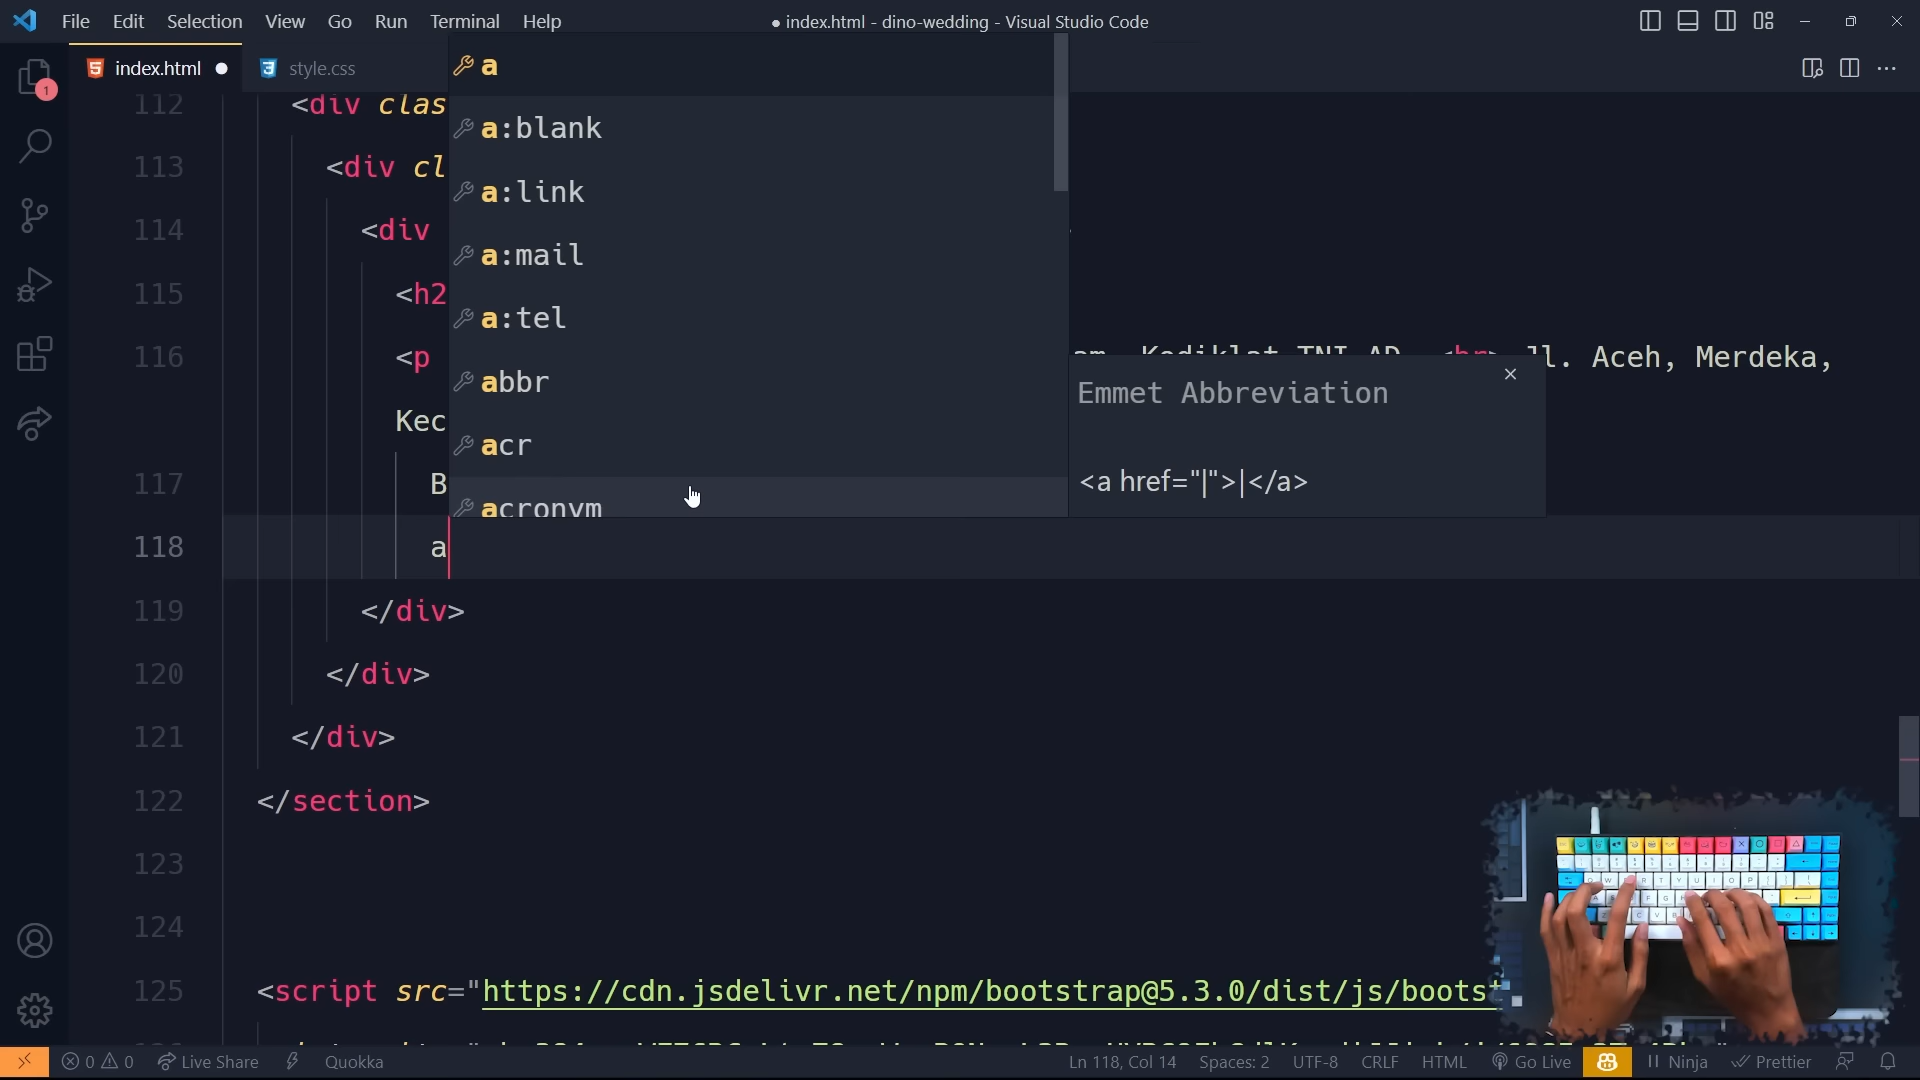 File Edit Selection View Go Run Terminal Help
● index.html - dino-wedding - Visual Studio Code
index.html ● style.css
a
a:blank
a:link
a:mail
a:tel
abbr
acr
acronym
Emmet Abbreviation
<a href="|">|</a>
1
112 <div clas
113 <div cl
114 <div
115 <h2
116 <p Kodiklat TNI AD, <br> Jl. Aceh, Merdeka,
Kec
117 B
118 a
119 </div>
120 </div>
121 </div>
122 </section>
123
124
125 <script src="https://cdn.jsdelivr.net/npm/bootstrap@5.3.0/dist/js/boots
0 0 Live Share Quokka Ln 118, Col 14 Spaces: 2 UTF-8 CRLF HTML Go Live Ninja Prettier